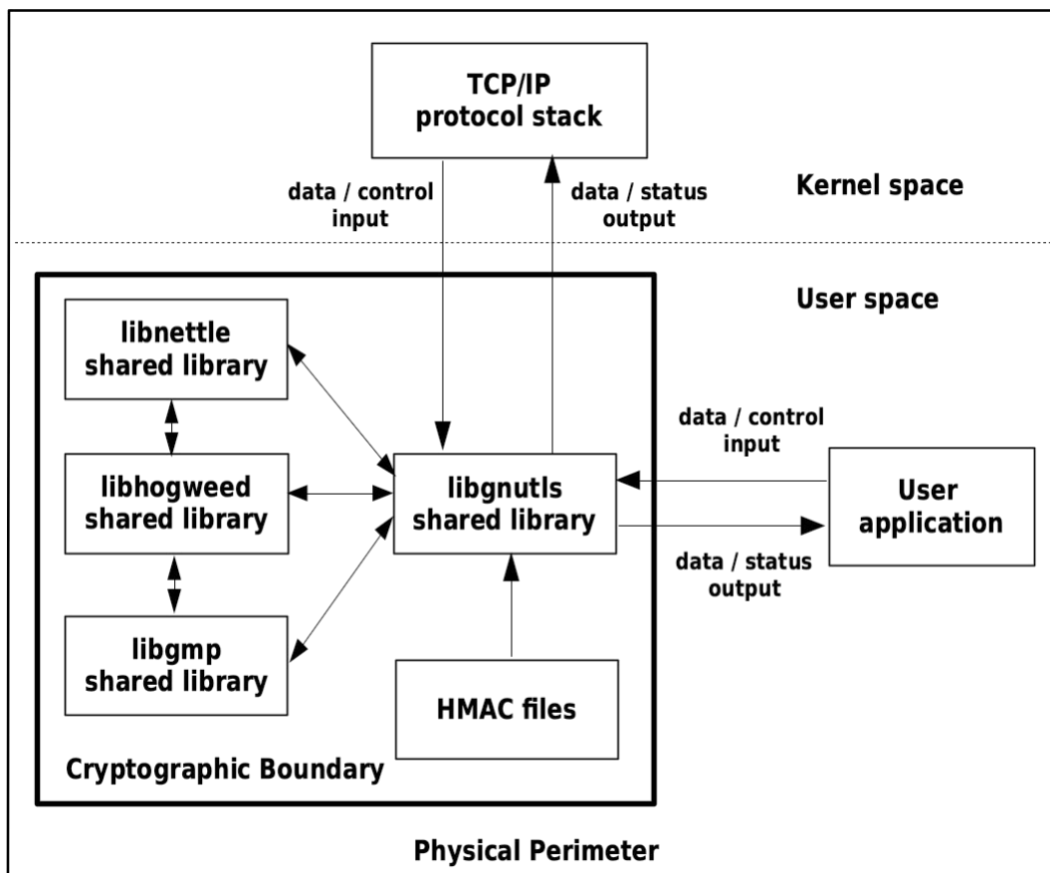 TCP/IP
protocol stack
data / control
input
data / status
output
Kernel space
User space
libnettle
shared library
data / control
input
libhogweed
shared library
libgnutls
shared library
User
application
data / status
output
libgmp
shared library
HMAC files
Cryptographic Boundary
Physical Perimeter